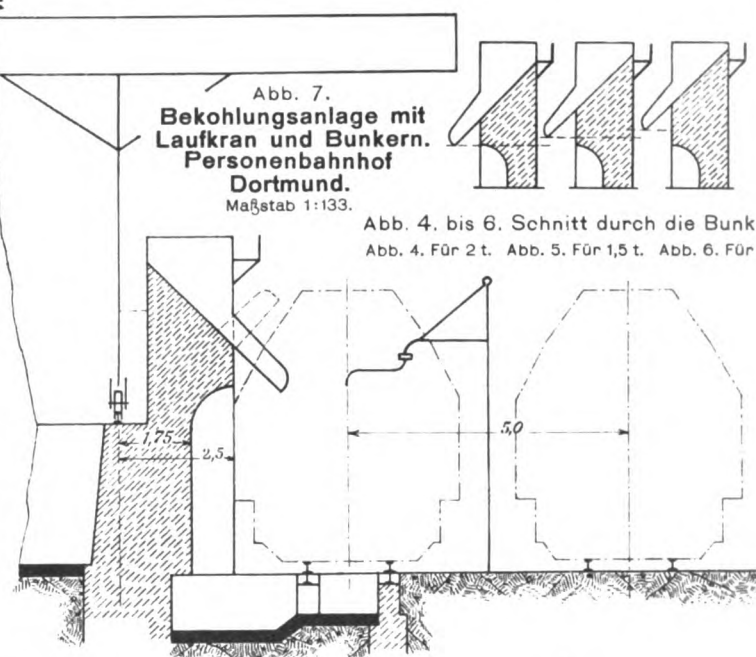 Abb. 7.
Bekohlungsanlage mit
Laufkran und Bunkern.
Personenbahnhof
Dortmund.
Maßstab 1:133.
Abb. 4. bis 6. Schnitt durch die Bunk
Abb. 4. Für 2 t. Abb. 5. Für 1,5 t. Abb. 6. Für
1,75
2,5
5,0